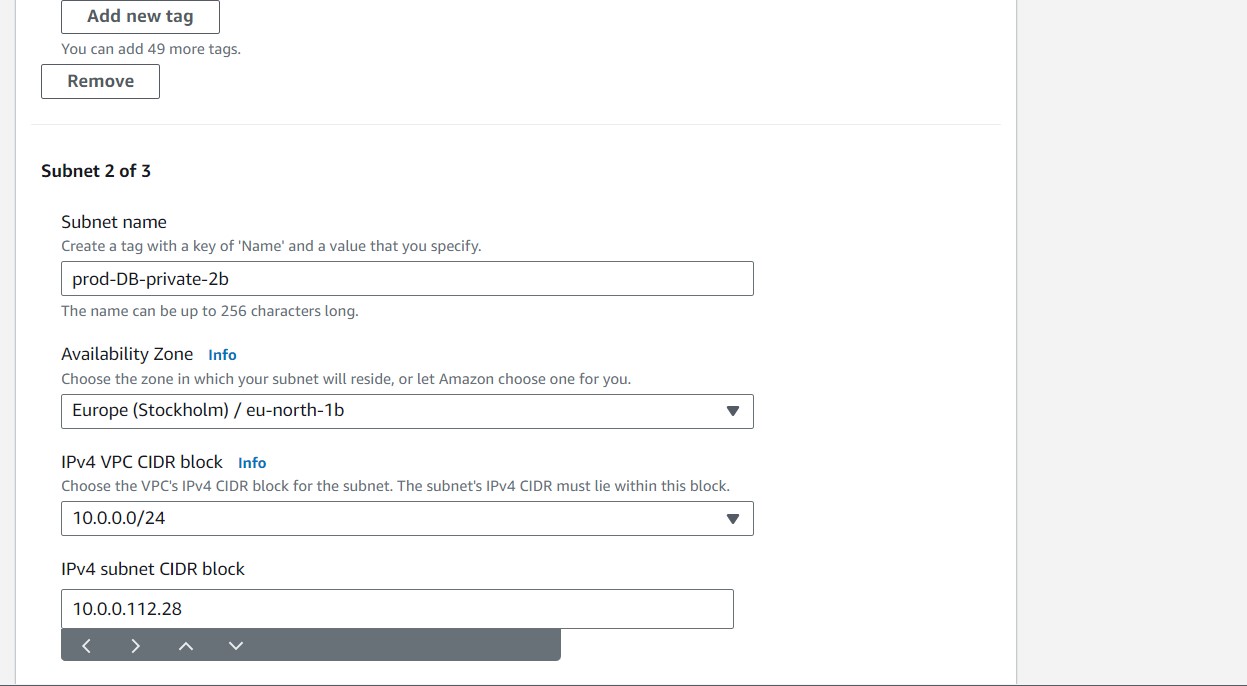 Add new tag
You can add 49 more tags.
Remove
Subnet 2 of 3
Subnet name
Create a tag with a key of 'Name' and a value that you specify.
prod-DB-private-2b
The name can be up to 256 characters long.
Availability Zone Info
Choose the zone in which your subnet will reside, or let Amazon choose one for you.
Europe (Stockholm) / eu-north-1b
IPv4 VPC CIDR block Info
Choose the VPC's IPv4 CIDR block for the subnet. The subnet's IPv4 CIDR must lie within this block.
10.0.0.0/24
IPv4 subnet CIDR block
10.0.0.112.28